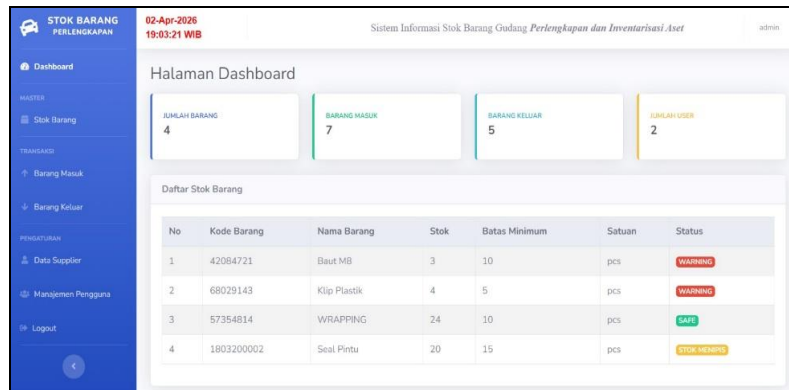 STOK BARANG
PERLENGKAPAN
02-Apr-2026
19:03:21 WIB
Sistem Informasi Stok Barang Gudang Perlengkapan dan Inventarisasi Aset
admin
Dashboard
MASTER
Stok Barang
TRANSAKSI
Barang Masuk
Barang Keluar
PENGATURAN
Data Supplier
Manajemen Pengguna
Logout
Halaman Dashboard
JUMLAH BARANG
4
BARANG MASUK
7
BARANG KELUAR
5
JUMLAH USER
2
Daftar Stok Barang
No Kode Barang Nama Barang Stok Batas Minimum Satuan Status
1 42084721 Baut M8 3 10 pcs WARNING
2 68029143 Klip Plastik 4 5 pcs WARNING
3 57354814 WRAPPING 24 10 pcs SAFE
4 1803200002 Seal Pintu 20 15 pcs STOK MENIPIS